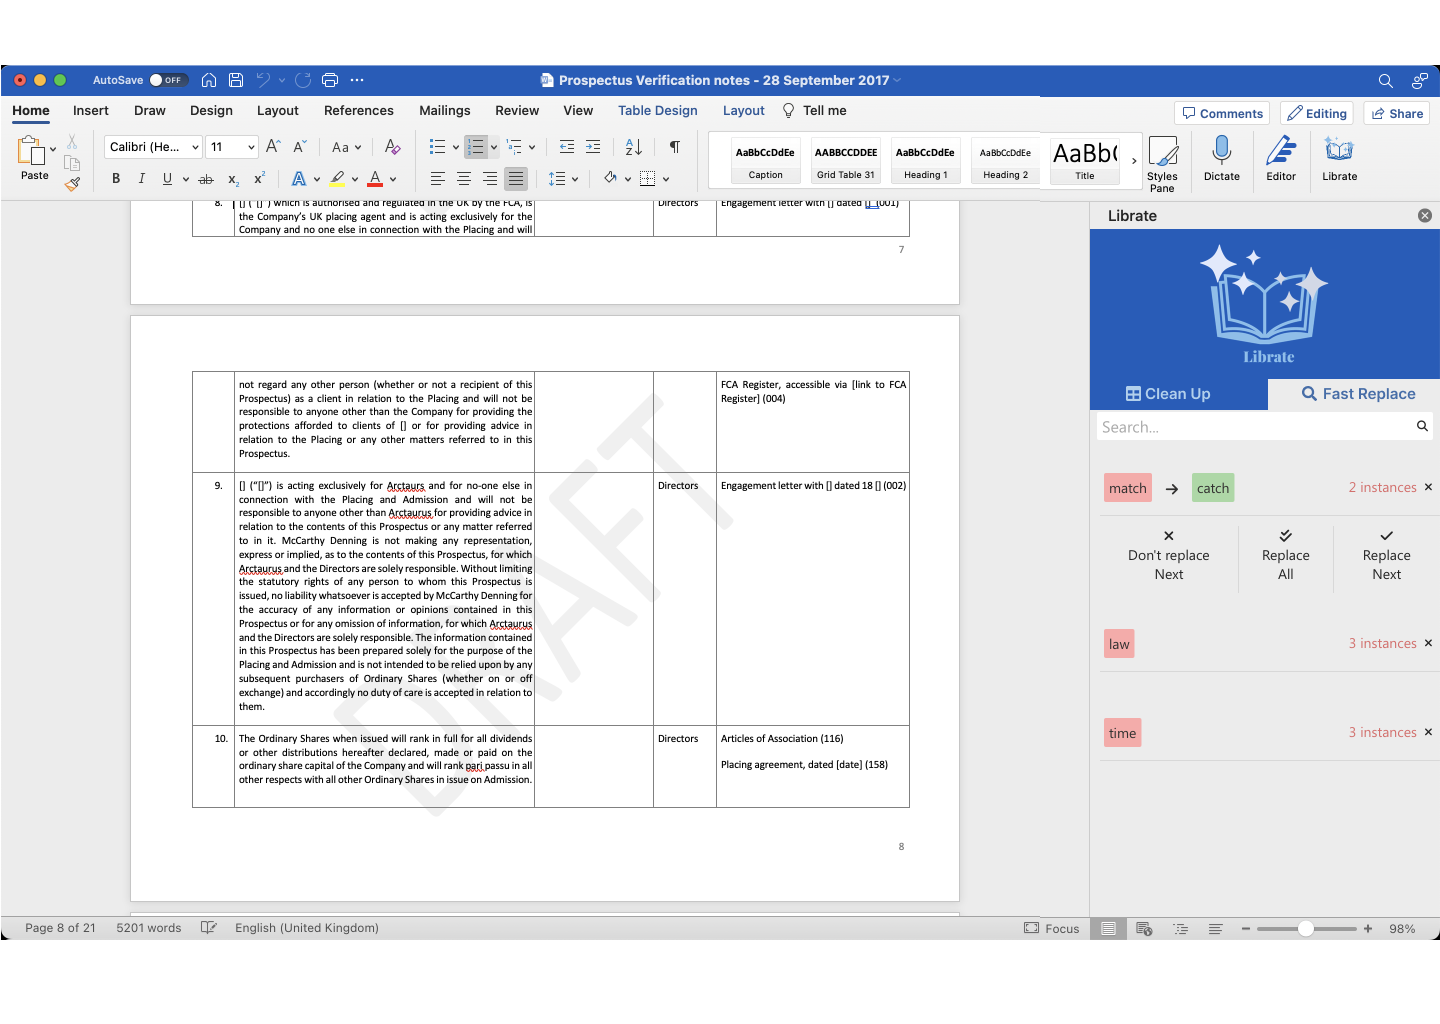 AutoSave OFF
Prospectus Verification notes - 28 September 2017
Home Insert Draw Design Layout References Mailings Review View Table Design Layout Tell me
Comments Editing Share
Paste
Calibri (He... 11
Aa
AaBbCcDdEe AABBCCDDEE AaBbCcDdEe AaBbCcDdEe AaBb(
Caption Grid Table 31 Heading 1 Heading 2 Title
Styles
Pane
Dictate Editor Librate
8. [] ("[]") which is authorised and regulated in the UK by the FCA, is
the Company's UK placing agent and is acting exclusively for the
Company and no one else in connection with the Placing and will
Directors
Engagement letter with [] dated [] (001)
7
not regard any other person (whether or not a recipient of this
Prospectus) as a client in relation to the Placing and will not be
responsible to anyone other than the Company for providing the
protections afforded to clients of [] or for providing advice in
relation to the Placing or any other matters referred to in this
Prospectus.
FCA Register, accessible via [link to FCA
Register] (004)
9. [] (“[]”) is acting exclusively for Arctaurs and for no-one else in
connection with the Placing and Admission and will not be
responsible to anyone other than Arctaurus for providing advice in
relation to the contents of this Prospectus or any matter referred
to in it. McCarthy Denning is not making any representation,
express or implied, as to the contents of this Prospectus, for which
Arctaurus and the Directors are solely responsible. Without limiting
the statutory rights of any person to whom this Prospectus is
issued, no liability whatsoever is accepted by McCarthy Denning for
the accuracy of any information or opinions contained in this
Prospectus or for any omission of information, for which Arctaurus
and the Directors are solely responsible. The information contained
in this Prospectus has been prepared solely for the purpose of the
Placing and Admission and is not intended to be relied upon by any
subsequent purchasers of Ordinary Shares (whether on or off
exchange) and accordingly no duty of care is accepted in relation to
them.
Directors
Engagement letter with [] dated 18 [] (002)
10. The Ordinary Shares when issued will rank in full for all dividends
or other distributions hereafter declared, made or paid on the
ordinary share capital of the Company and will rank pari passu in all
other respects with all other Ordinary Shares in issue on Admission.
Directors
Articles of Association (116)
Placing agreement, dated [date] (158)
DRAFT
8
Librate
Librate
Clean Up Fast Replace
Search...
match → catch 2 instances ×
Don't replace
Next
Replace
All
Replace
Next
law 3 instances ×
time 3 instances ×
Page 8 of 21 5201 words English (United Kingdom) Focus 98%